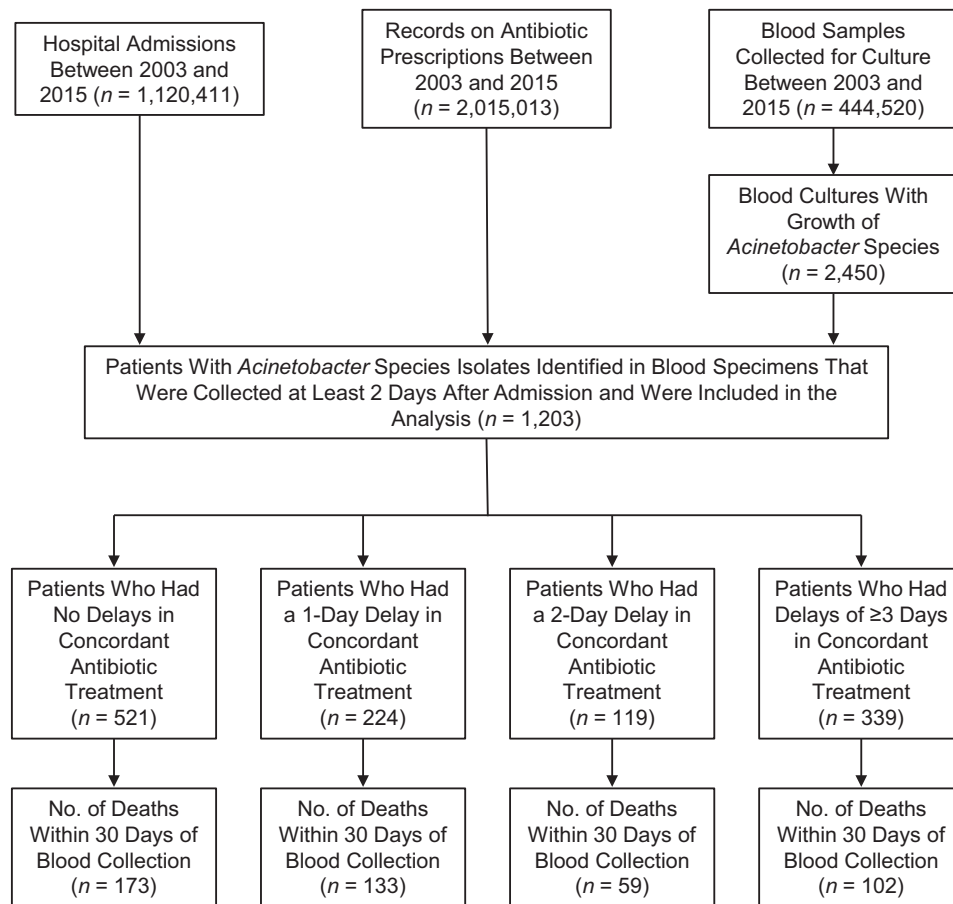 Hospital Admissions
Between 2003 and
2015 (n = 1,120,411)
Records on Antibiotic
Prescriptions Between
2003 and 2015
(n = 2,015,013)
Blood Samples
Collected for Culture
Between 2003 and
2015 (n = 444,520)
Blood Cultures With
Growth of
Acinetobacter Species
(n = 2,450)
Patients With Acinetobacter Species Isolates Identified in Blood Specimens That
Were Collected at Least 2 Days After Admission and Were Included in the
Analysis (n = 1,203)
Patients Who Had
No Delays in
Concordant
Antibiotic
Treatment
(n = 521)
Patients Who Had
a 1-Day Delay in
Concordant
Antibiotic
Treatment
(n = 224)
Patients Who Had
a 2-Day Delay in
Concordant
Antibiotic
Treatment
(n = 119)
Patients Who Had
Delays of ≥3 Days
in Concordant
Antibiotic
Treatment
(n = 339)
No. of Deaths
Within 30 Days of
Blood Collection
(n = 173)
No. of Deaths
Within 30 Days of
Blood Collection
(n = 133)
No. of Deaths
Within 30 Days of
Blood Collection
(n = 59)
No. of Deaths
Within 30 Days of
Blood Collection
(n = 102)